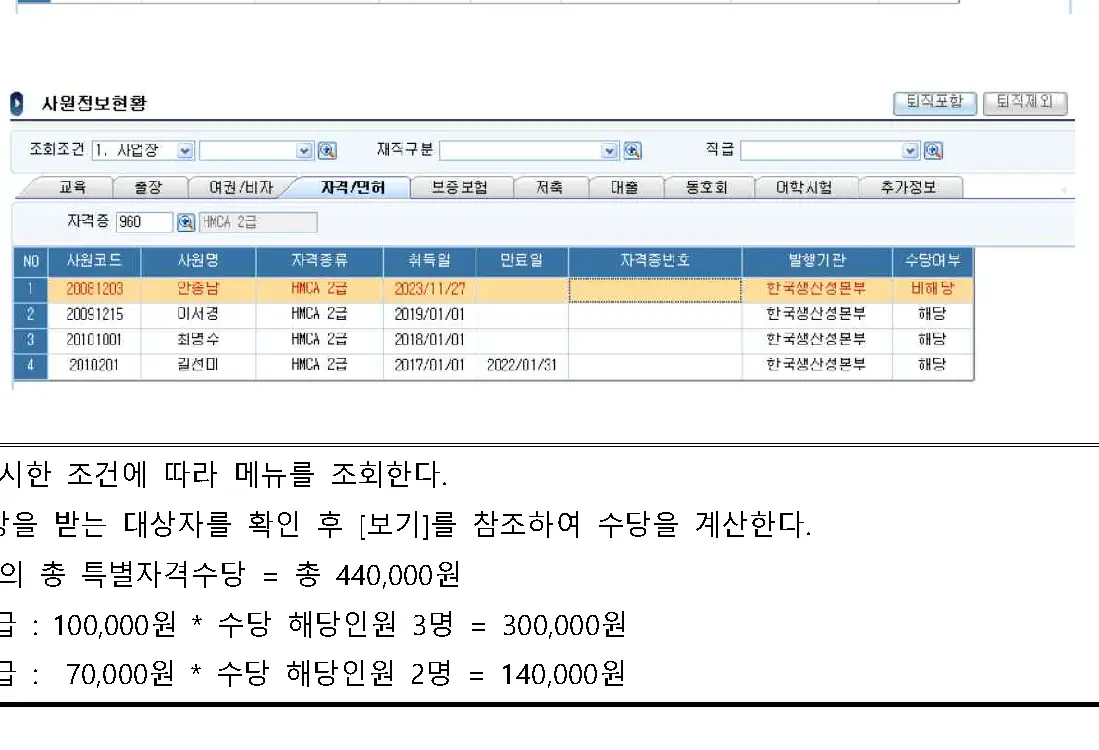 사원정보현황 퇴직포함 퇴직제외
조회조건 1. 사업장 재직구분 직급
교육 출장 여권/비자 자격/면허 보증보험 저축 대출 동호회 어학시험 추가정보
자격증 960 HMCA 2급
NO 사원코드 사원명 자격증류 취득일 만료일 자격증번호 발행기관 수당여부
1 20081203 안종남 HMCA 2급 2023/11/27 한국생산성본부 비해당
2 20091215 이서경 HMCA 2급 2019/01/01 한국생산성본부 해당
3 20101001 최명수 HMCA 2급 2018/01/01 한국생산성본부 해당
4 2010201 길선미 HMCA 2급 2017/01/01 2022/01/31 한국생산성본부 해당
시한 조건에 따라 메뉴를 조회한다.
을 받는 대상자를 확인 후 [보기]를 참조하여 수당을 계산한다.
의 총 특별자격수당 = 총 440,000원
급 : 100,000원 * 수당 해당인원 3명 = 300,000원
급 : 70,000원 * 수당 해당인원 2명 = 140,000원